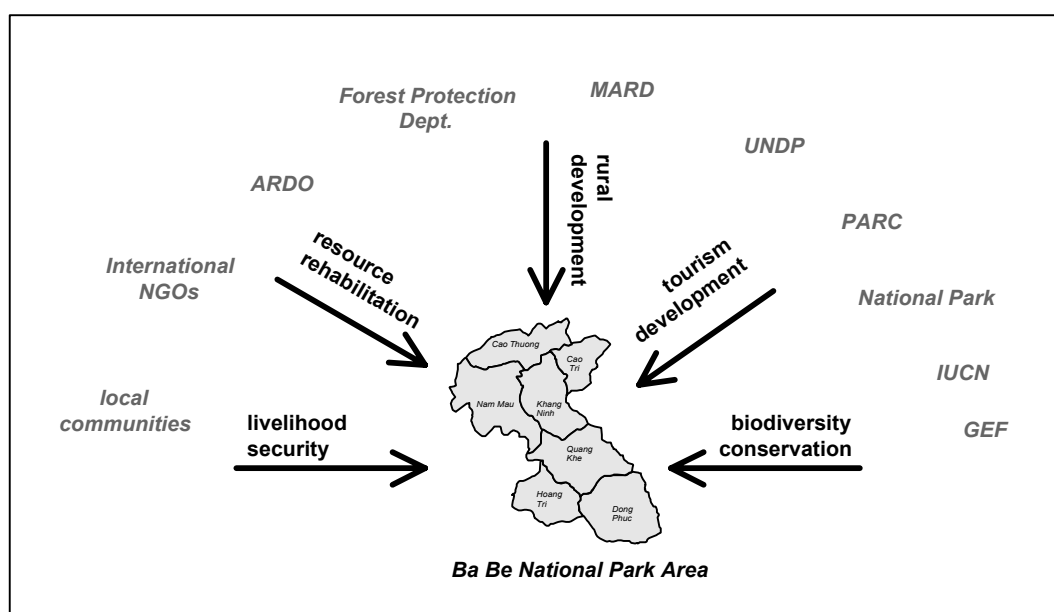 MARD
Forest Protection
Dept.
UNDP
ARDO
rural
development
PARC
resource
rehabilitation
tourism
development
International
NGOs
National Park
Cao Thuong
Cao
Tri
IUCN
local
communities
Nam Mau
Khang
Ninh
livelihood
security
biodiversity
conservation
GEF
Quang
Khe
Hoang
Tri
Dong
Phuc
Ba Be National Park Area